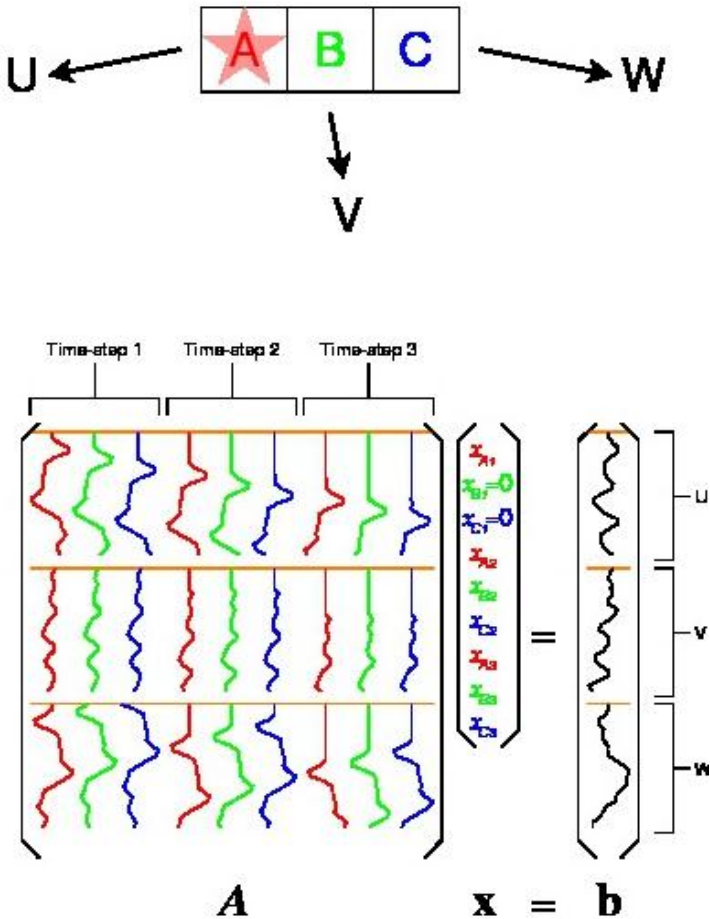 A B C
U
W
V
Time-step 1 Time-step 2 Time-step 3
x_A1
x_B1=0
x_C1=0
x_A2
x_B2
x_C2
x_A3
x_B3
x_C3
=
U
V
W
A x = b